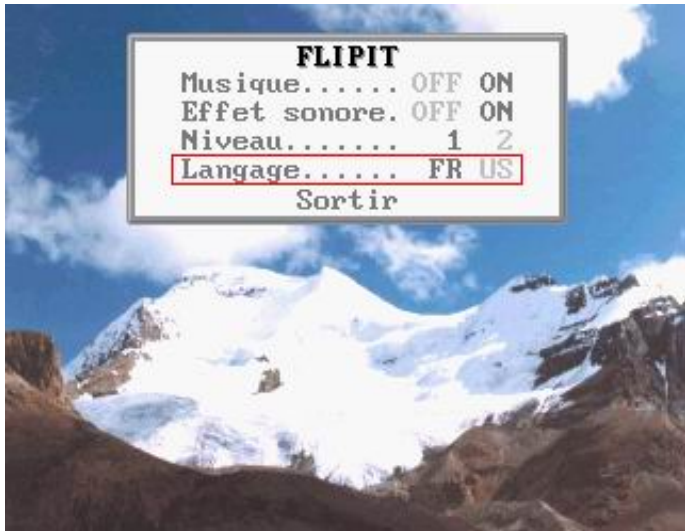 FLIPIT
Musique...... OFF ON
Effet sonore. OFF ON
Niveau....... 1 2
Langage...... FR US
Sortir